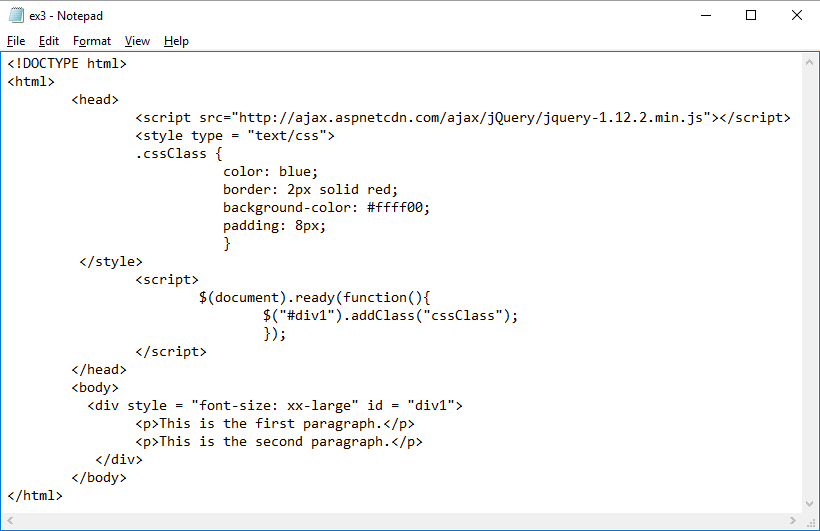 ex3 - Notepad
File Edit Format View Help
<!DOCTYPE html>
<html>
        <head>
                <script src="http://ajax.aspnetcdn.com/ajax/jQuery/jquery-1.12.2.min.js"></script>
                <style type = "text/css">
                .cssClass {
                           color: blue;
                           border: 2px solid red;
                           background-color: #ffff00;
                           padding: 8px;
                           }
         </style>
                <script>
                        $(document).ready(function(){
                                $("#div1").addClass("cssClass");
                                });
                </script>
        </head>
        <body>
          <div style = "font-size: xx-large" id = "div1">
                <p>This is the first paragraph.</p>
                <p>This is the second paragraph.</p>
           </div>
        </body>
</html>